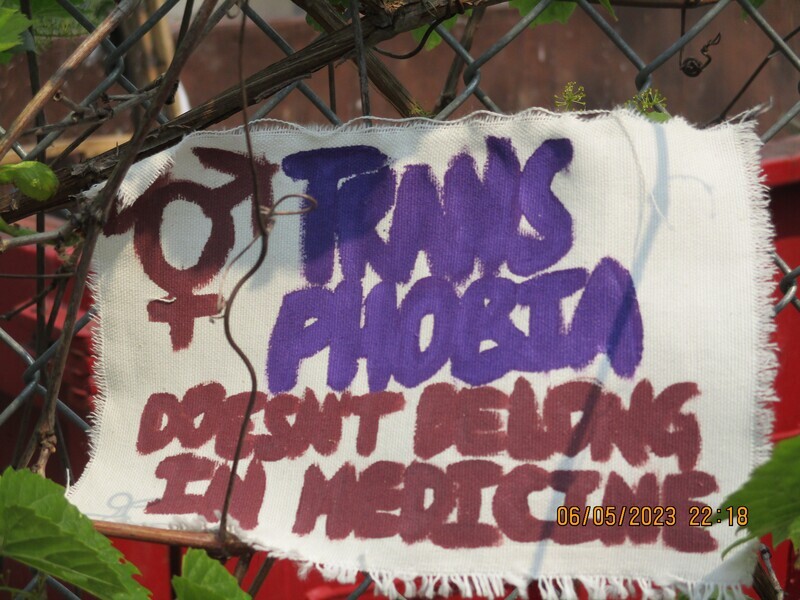 TRANS
PHOBIA
DOESN'T BELONG
IN MEDICINE
06/05/2023 22:18